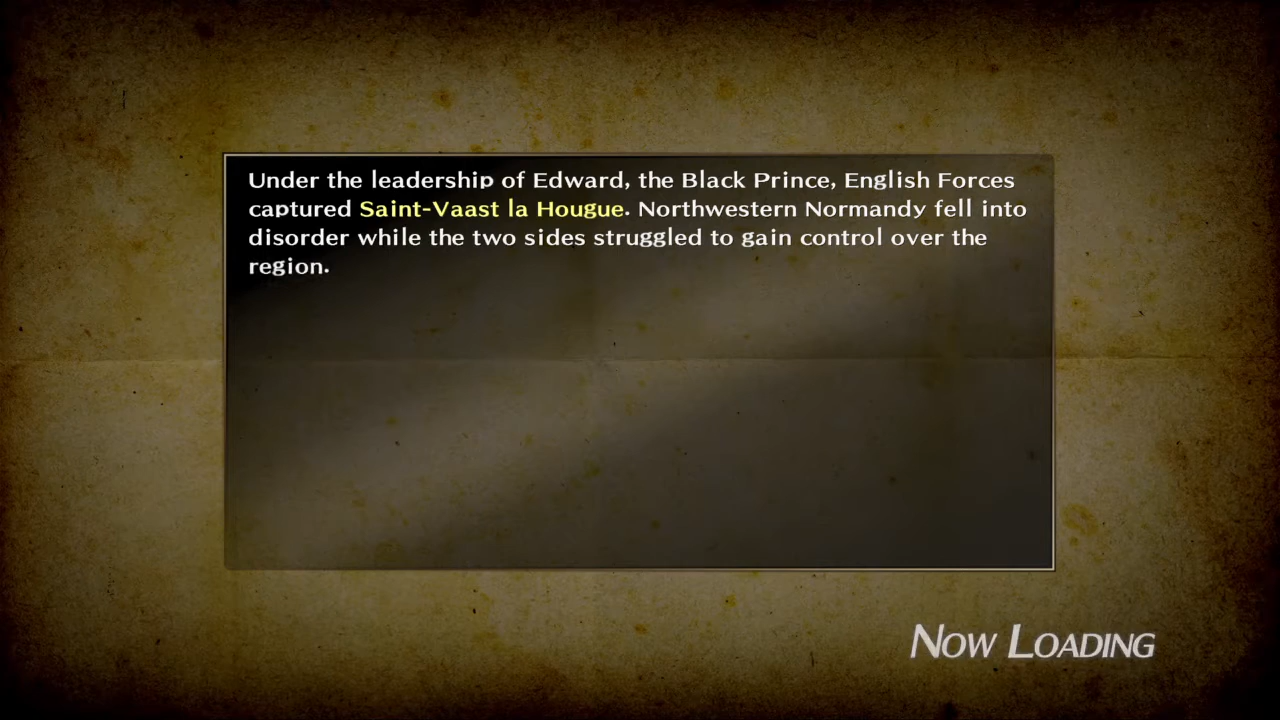 Under the leadership of Edward, the Black Prince, English Forces
captured Saint-Vaast la Hougue. Northwestern Normandy fell into
disorder while the two sides struggled to gain control over the
region.
NOW LOADING